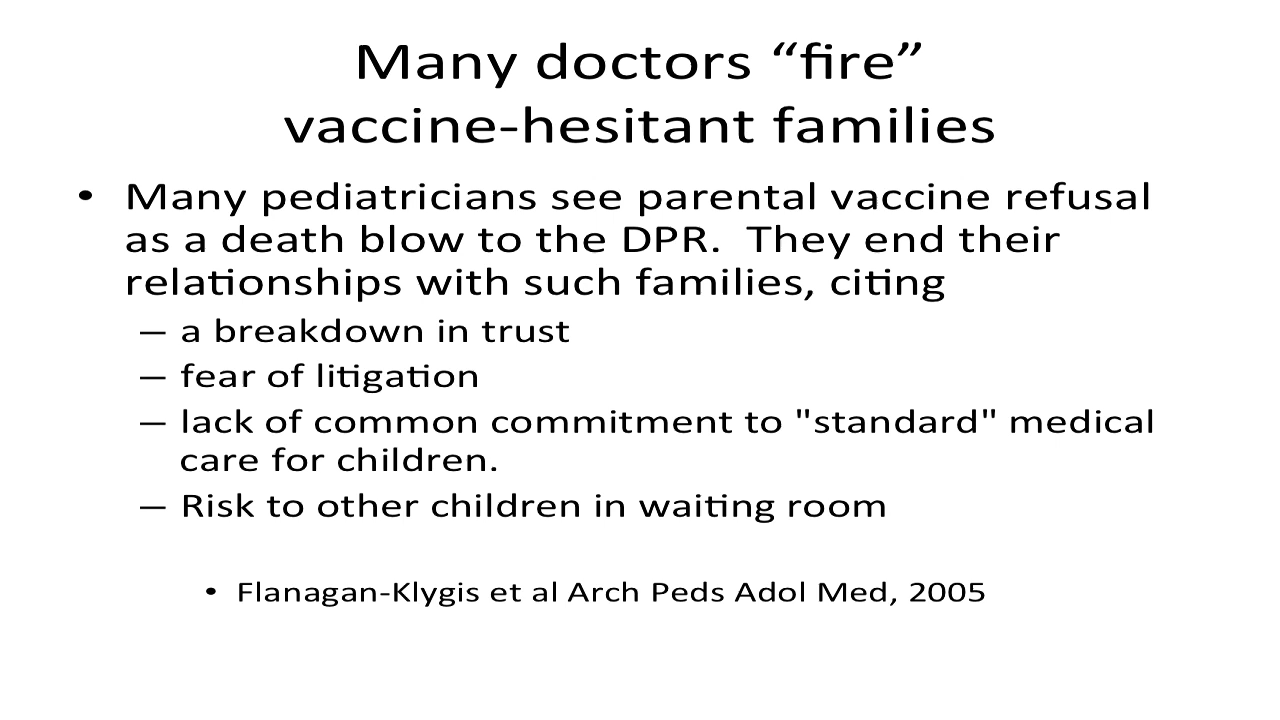 Many doctors “fire”
vaccine-hesitant families
• Many pediatricians see parental vaccine refusal
as a death blow to the DPR.  They end their
relationships with such families, citing
– a breakdown in trust
– fear of litigation
– lack of common commitment to "standard" medical
care for children.
– Risk to other children in waiting room
• Flanagan-Klygis et al Arch Peds Adol Med, 2005